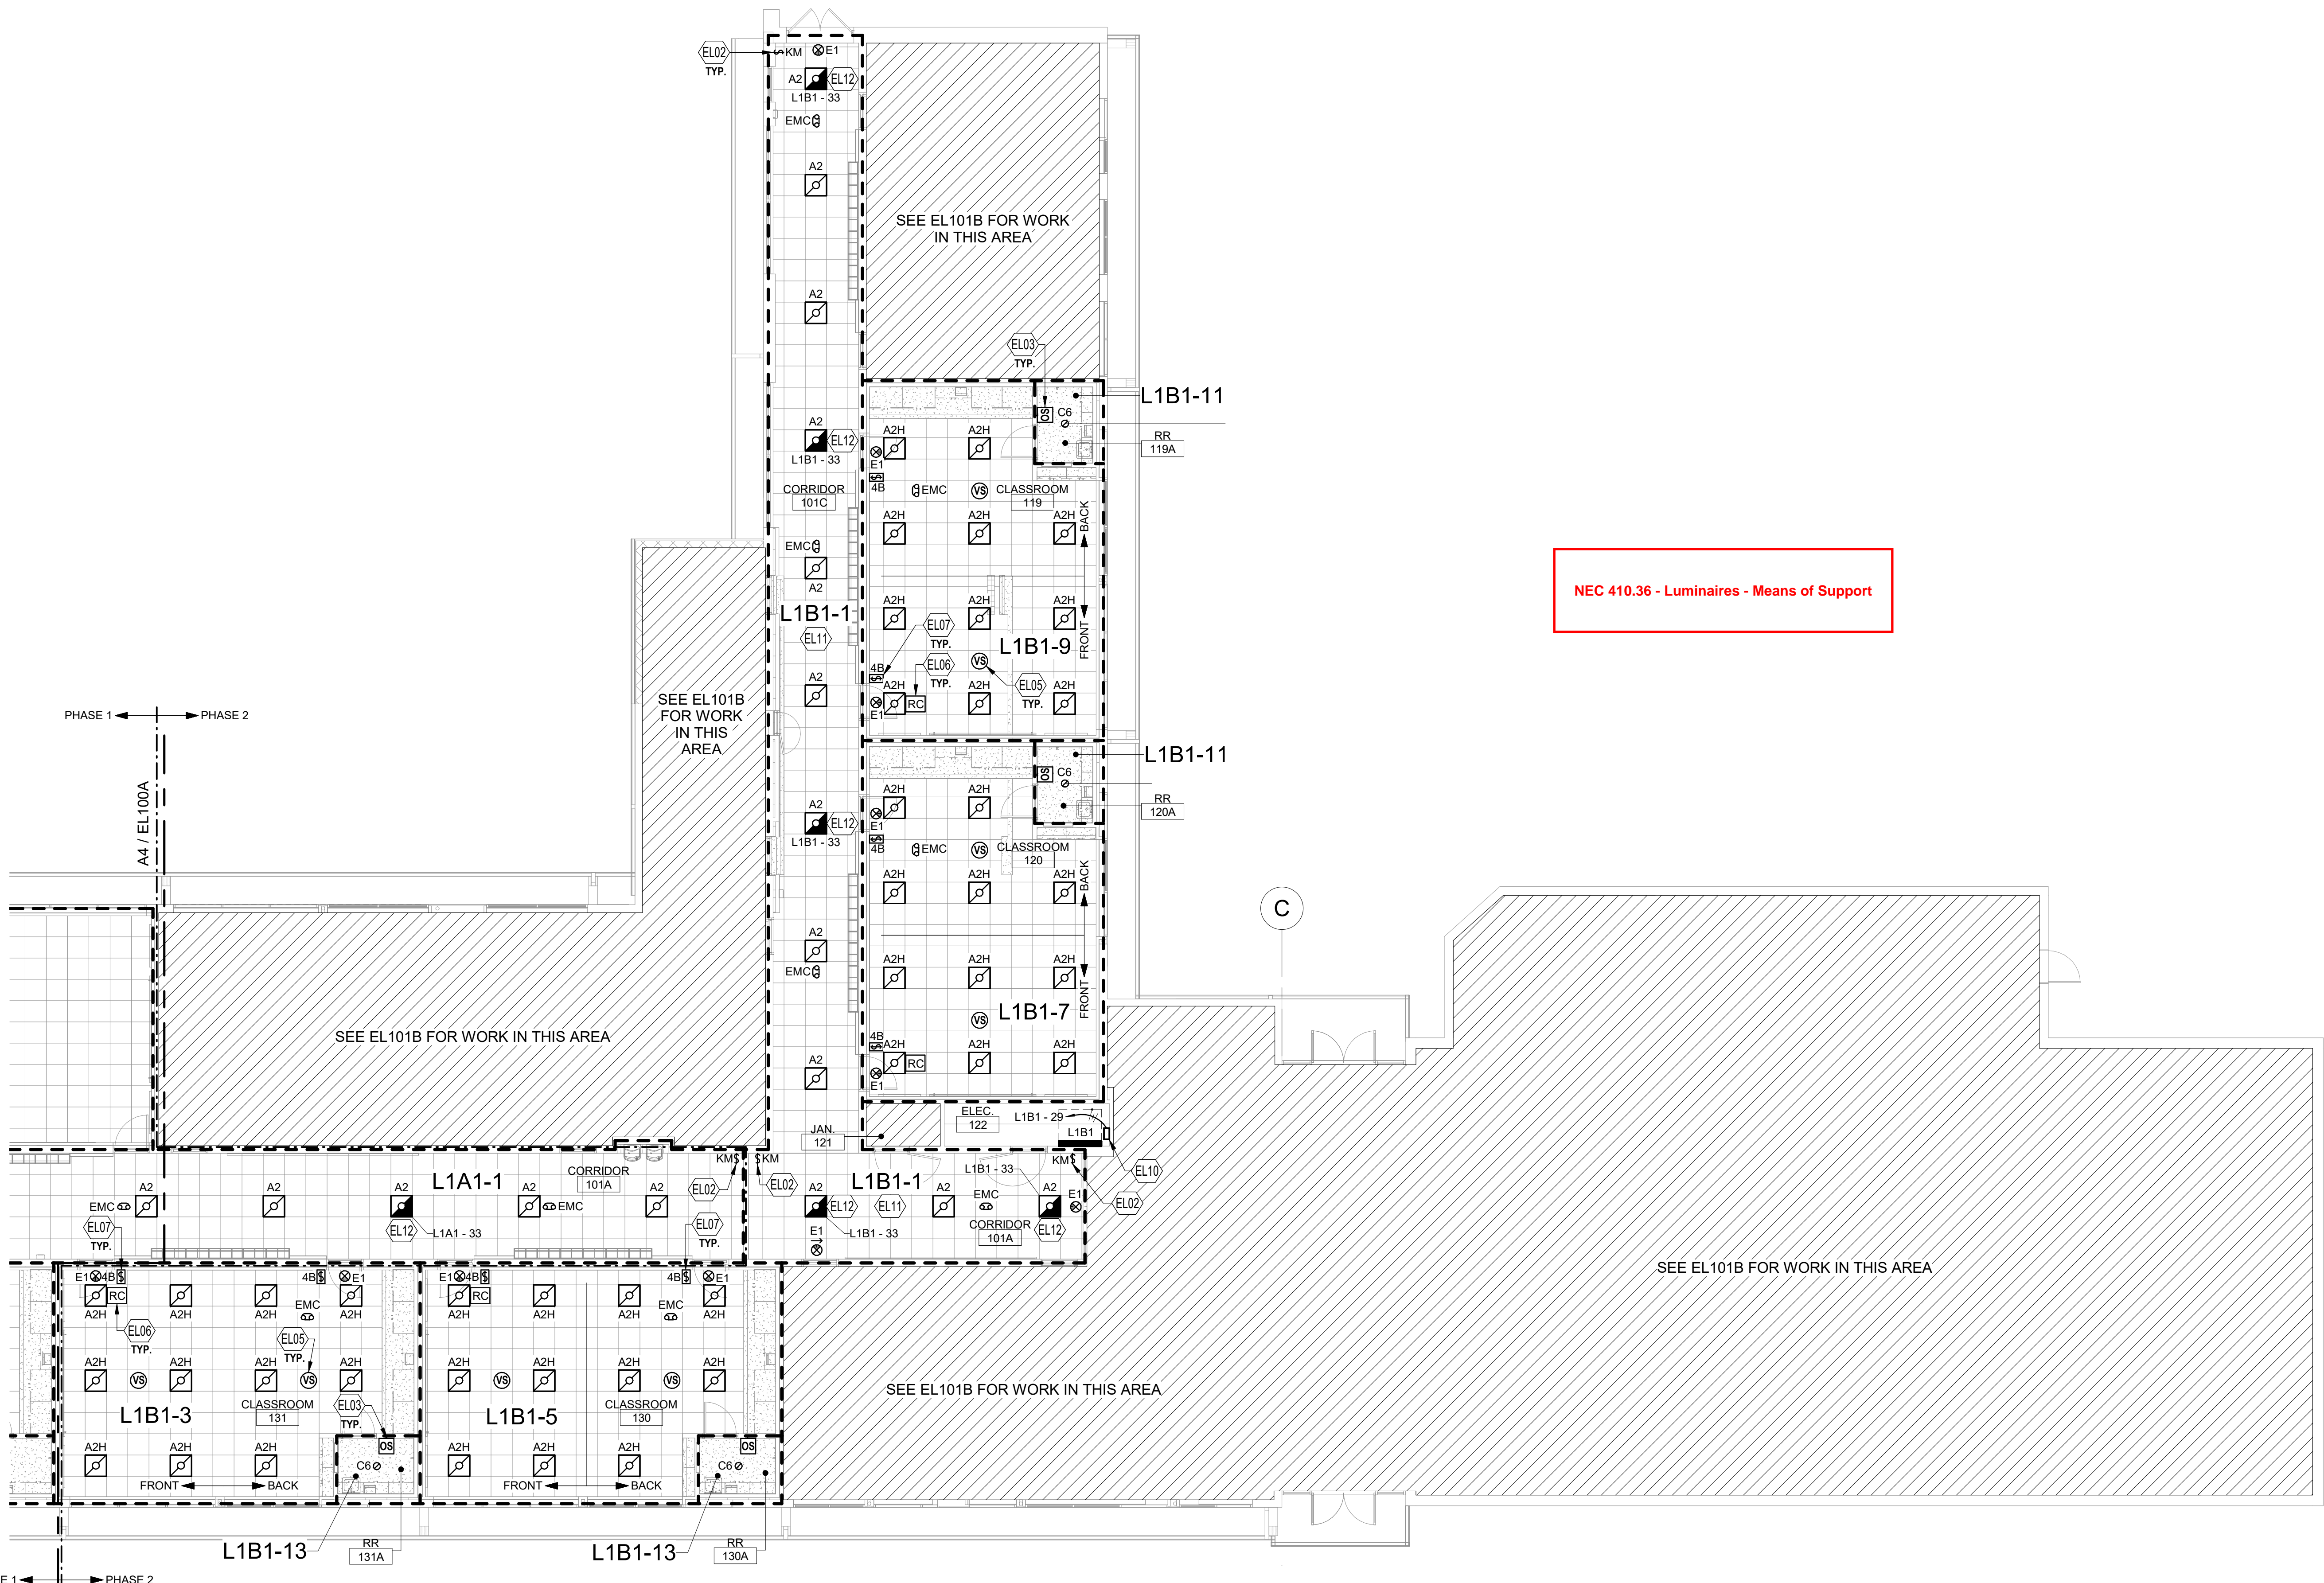 EL02
TYP.
KM
E1
A2
EL12
L1B1 - 33
EMC
A2
SEE EL101B FOR WORK
IN THIS AREA
A2
EL03
TYP.
L1B1-11
OS
C6
RR
119A
A2
EL12
L1B1 - 33
A2H
A2H
E1
4B
EMC
VS
CLASSROOM
119
CORRIDOR
101C
A2H
A2H
A2H
BACK
EMC
A2
NEC 410.36 - Luminaires - Means of Support
L1B1-1
EL11
A2H
A2H
A2H
FRONT
EL07
TYP.
L1B1-9
4B
EL06
TYP.
VS
EL05
TYP.
A2
A2H
RC
A2H
A2H
E1
SEE EL101B
FOR WORK
IN THIS
AREA
PHASE 1
PHASE 2
A4 / EL100A
L1B1-11
OS
C6
RR
120A
A2
EL12
L1B1 - 33
A2H
A2H
E1
4B
EMC
VS
CLASSROOM
120
A2H
A2H
A2H
BACK
C
A2
EMC
A2H
A2H
A2H
FRONT
VS
L1B1-7
4B
A2H
RC
A2H
A2H
E1
A2
SEE EL101B FOR WORK IN THIS AREA
JAN.
121
ELEC.
122
L1B1 - 29
L1B1
EL10
KM$
$KM
KM$
L1A1-1
CORRIDOR
101A
EL02
EL02
L1B1-1
L1B1 - 33
EL02
EMC
A2
A2
A2
A2
EMC
A2
A2
EL12
EL11
A2
EMC
A2
E1
EL07
TYP.
EL12
L1A1 - 33
EL07
TYP.
E1
L1B1 - 33
CORRIDOR
101A
EL12
SEE EL101B FOR WORK IN THIS AREA
E1
4B
$
4B
$
E1
E1
4B
$
4B
$
E1
RC
A2H
A2H
A2H
EMC
A2H
RC
A2H
A2H
A2H
EMC
A2H
EL06
TYP.
EL05
TYP.
A2H
VS
A2H
A2H
VS
A2H
A2H
VS
A2H
A2H
VS
A2H
SEE EL101B FOR WORK IN THIS AREA
L1B1-3
CLASSROOM
131
EL03
TYP.
L1B1-5
CLASSROOM
130
A2H
A2H
A2H
OS
C6
A2H
A2H
A2H
OS
C6
FRONT
BACK
FRONT
BACK
L1B1-13
RR
131A
L1B1-13
RR
130A
E 1
PHASE 2